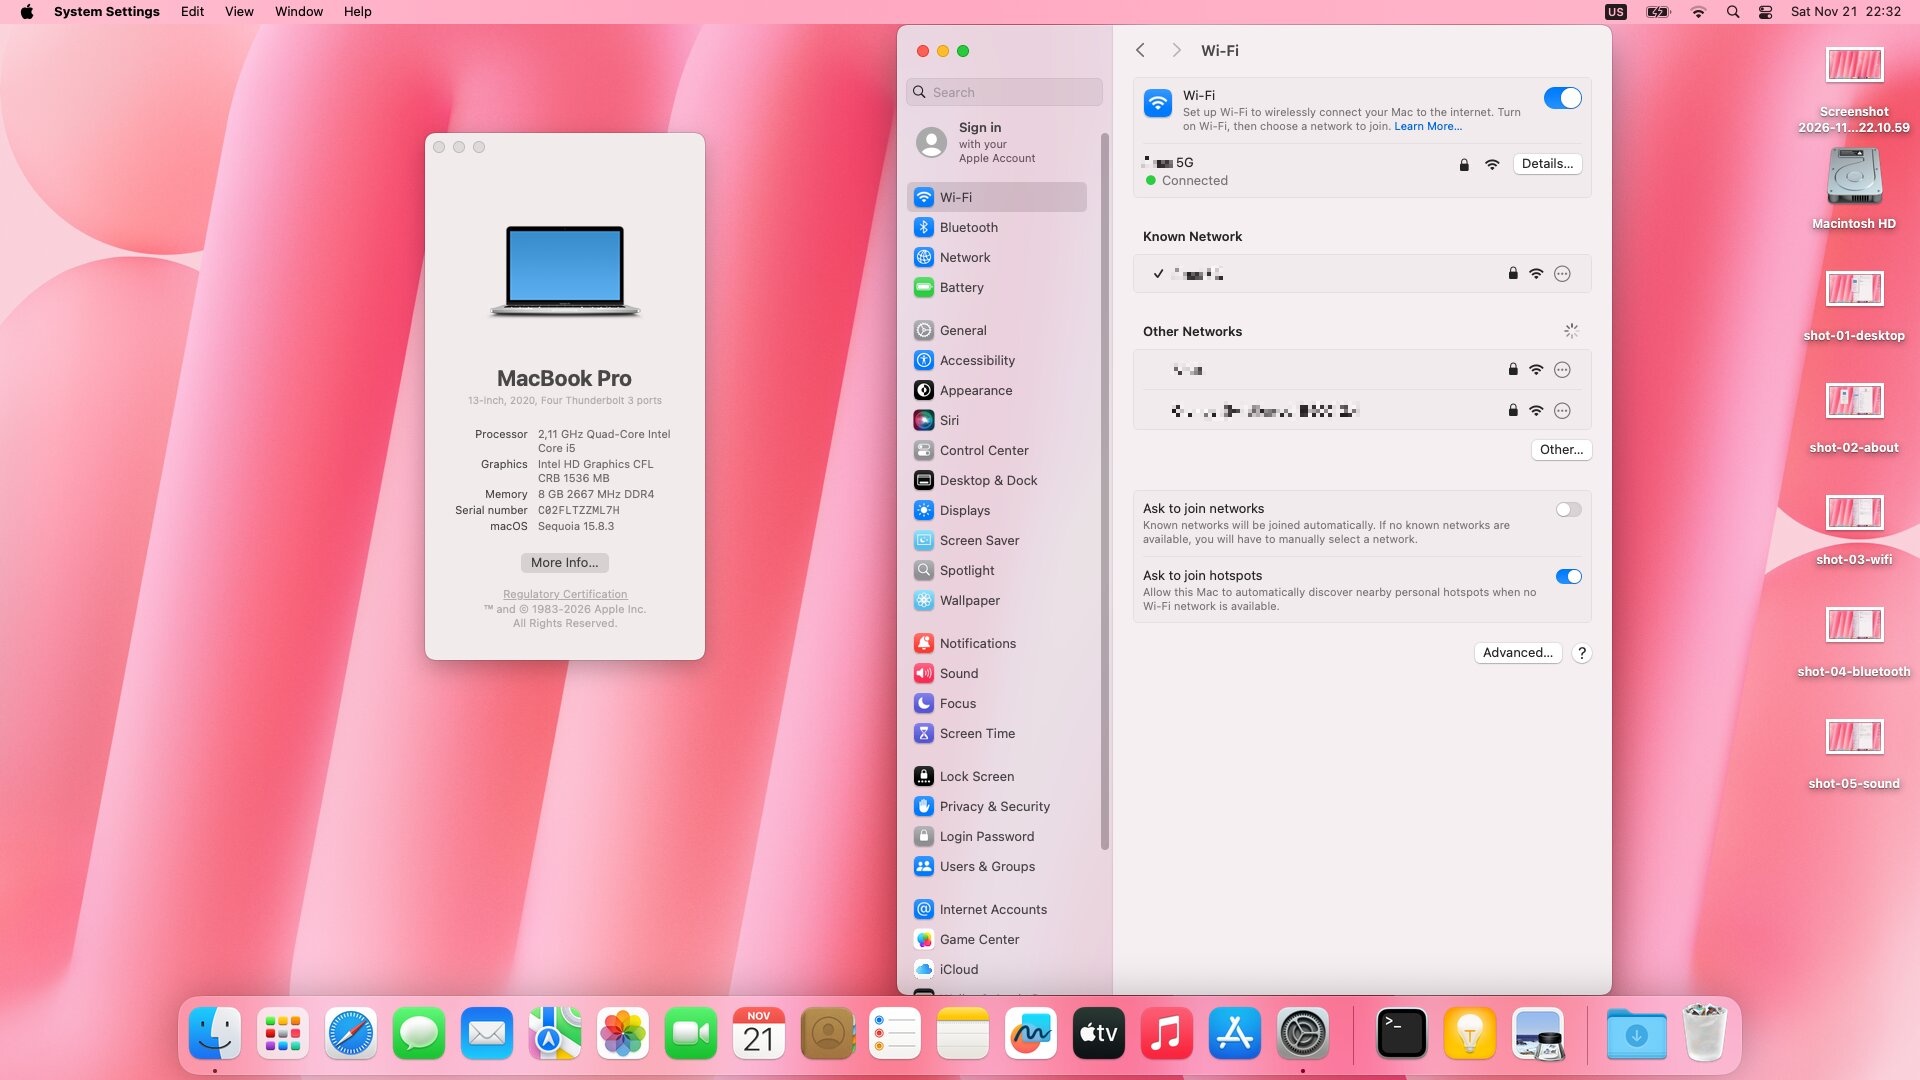 System Settings Edit View Window Help
US Sat Nov 21 22:32
MacBook Pro
13-inch, 2020, Four Thunderbolt 3 ports
Processor 2,11 GHz Quad-Core Intel
Core i5
Graphics Intel HD Graphics CFL
CRB 1536 MB
Memory 8 GB 2667 MHz DDR4
Serial number C02FLTZZML7H
macOS Sequoia 15.8.3
More Info...
Regulatory Certification
™ and © 1983-2026 Apple Inc.
All Rights Reserved.
Search
Sign in
with your
Apple Account
Wi-Fi
Bluetooth
Network
Battery
General
Accessibility
Appearance
Siri
Control Center
Desktop & Dock
Displays
Screen Saver
Spotlight
Wallpaper
Notifications
Sound
Focus
Screen Time
Lock Screen
Privacy & Security
Login Password
Users & Groups
Internet Accounts
Game Center
iCloud
Wi-Fi
Wi-Fi
Set up Wi-Fi to wirelessly connect your Mac to the internet. Turn
on Wi-Fi, then choose a network to join. Learn More...
5G
Connected
Details...
Known Network
Other Networks
Other...
Ask to join networks
Known networks will be joined automatically. If no known networks are
available, you will have to manually select a network.
Ask to join hotspots
Allow this Mac to automatically discover nearby personal hotspots when no
Wi-Fi network is available.
Advanced... ?
Screenshot
2026-11...22.10.59
Macintosh HD
shot-01-desktop
shot-02-about
shot-03-wifi
shot-04-bluetooth
shot-05-sound
NOV
21
tv
>_